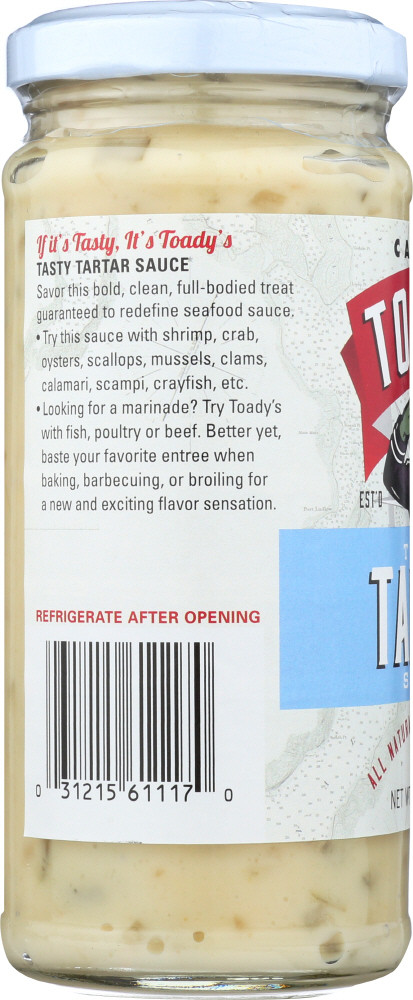 If it's Tasty, It's Toady's
TASTY TARTAR SAUCE
Savor this bold, clean, full-bodied treat
guaranteed to redefine seafood sauce.
• Try this sauce with shrimp, crab,
oysters, scallops, mussels, clams,
calamari, scampi, crayfish, etc.
• Looking for a marinade? Try Toady's
with fish, poultry or beef. Better yet,
baste your favorite entree when
baking, barbecuing, or broiling for
a new and exciting flavor sensation.
REFRIGERATE AFTER OPENING
0 31215 61117 0
EST'D
ALL
NET